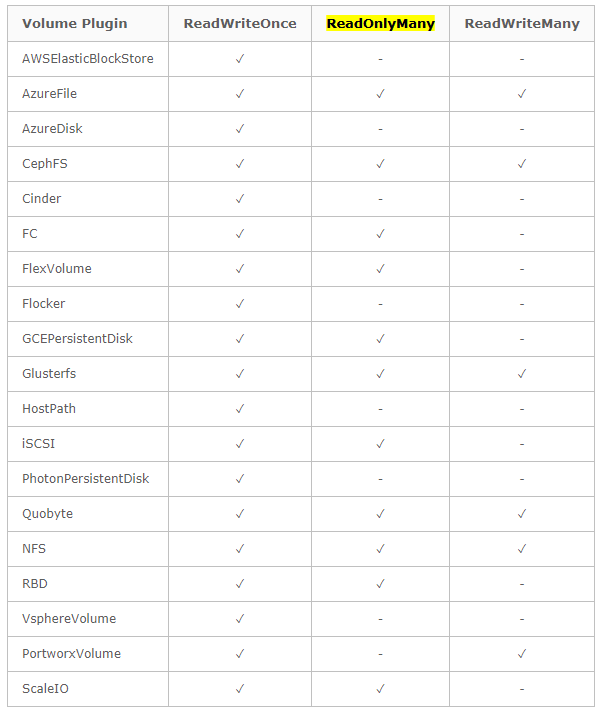 Volume Plugin ReadWriteOnce ReadOnlyMany ReadWriteMany
AWSElasticBlockStore ✓ - -
AzureFile ✓ ✓ ✓
AzureDisk ✓ - -
CephFS ✓ ✓ ✓
Cinder ✓ - -
FC ✓ ✓ -
FlexVolume ✓ ✓ -
Flocker ✓ - -
GCEPersistentDisk ✓ ✓ -
Glusterfs ✓ ✓ ✓
HostPath ✓ - -
iSCSI ✓ ✓ -
PhotonPersistentDisk ✓ - -
Quobyte ✓ ✓ ✓
NFS ✓ ✓ ✓
RBD ✓ ✓ -
VsphereVolume ✓ - -
PortworxVolume ✓ - ✓
ScaleIO ✓ ✓ -